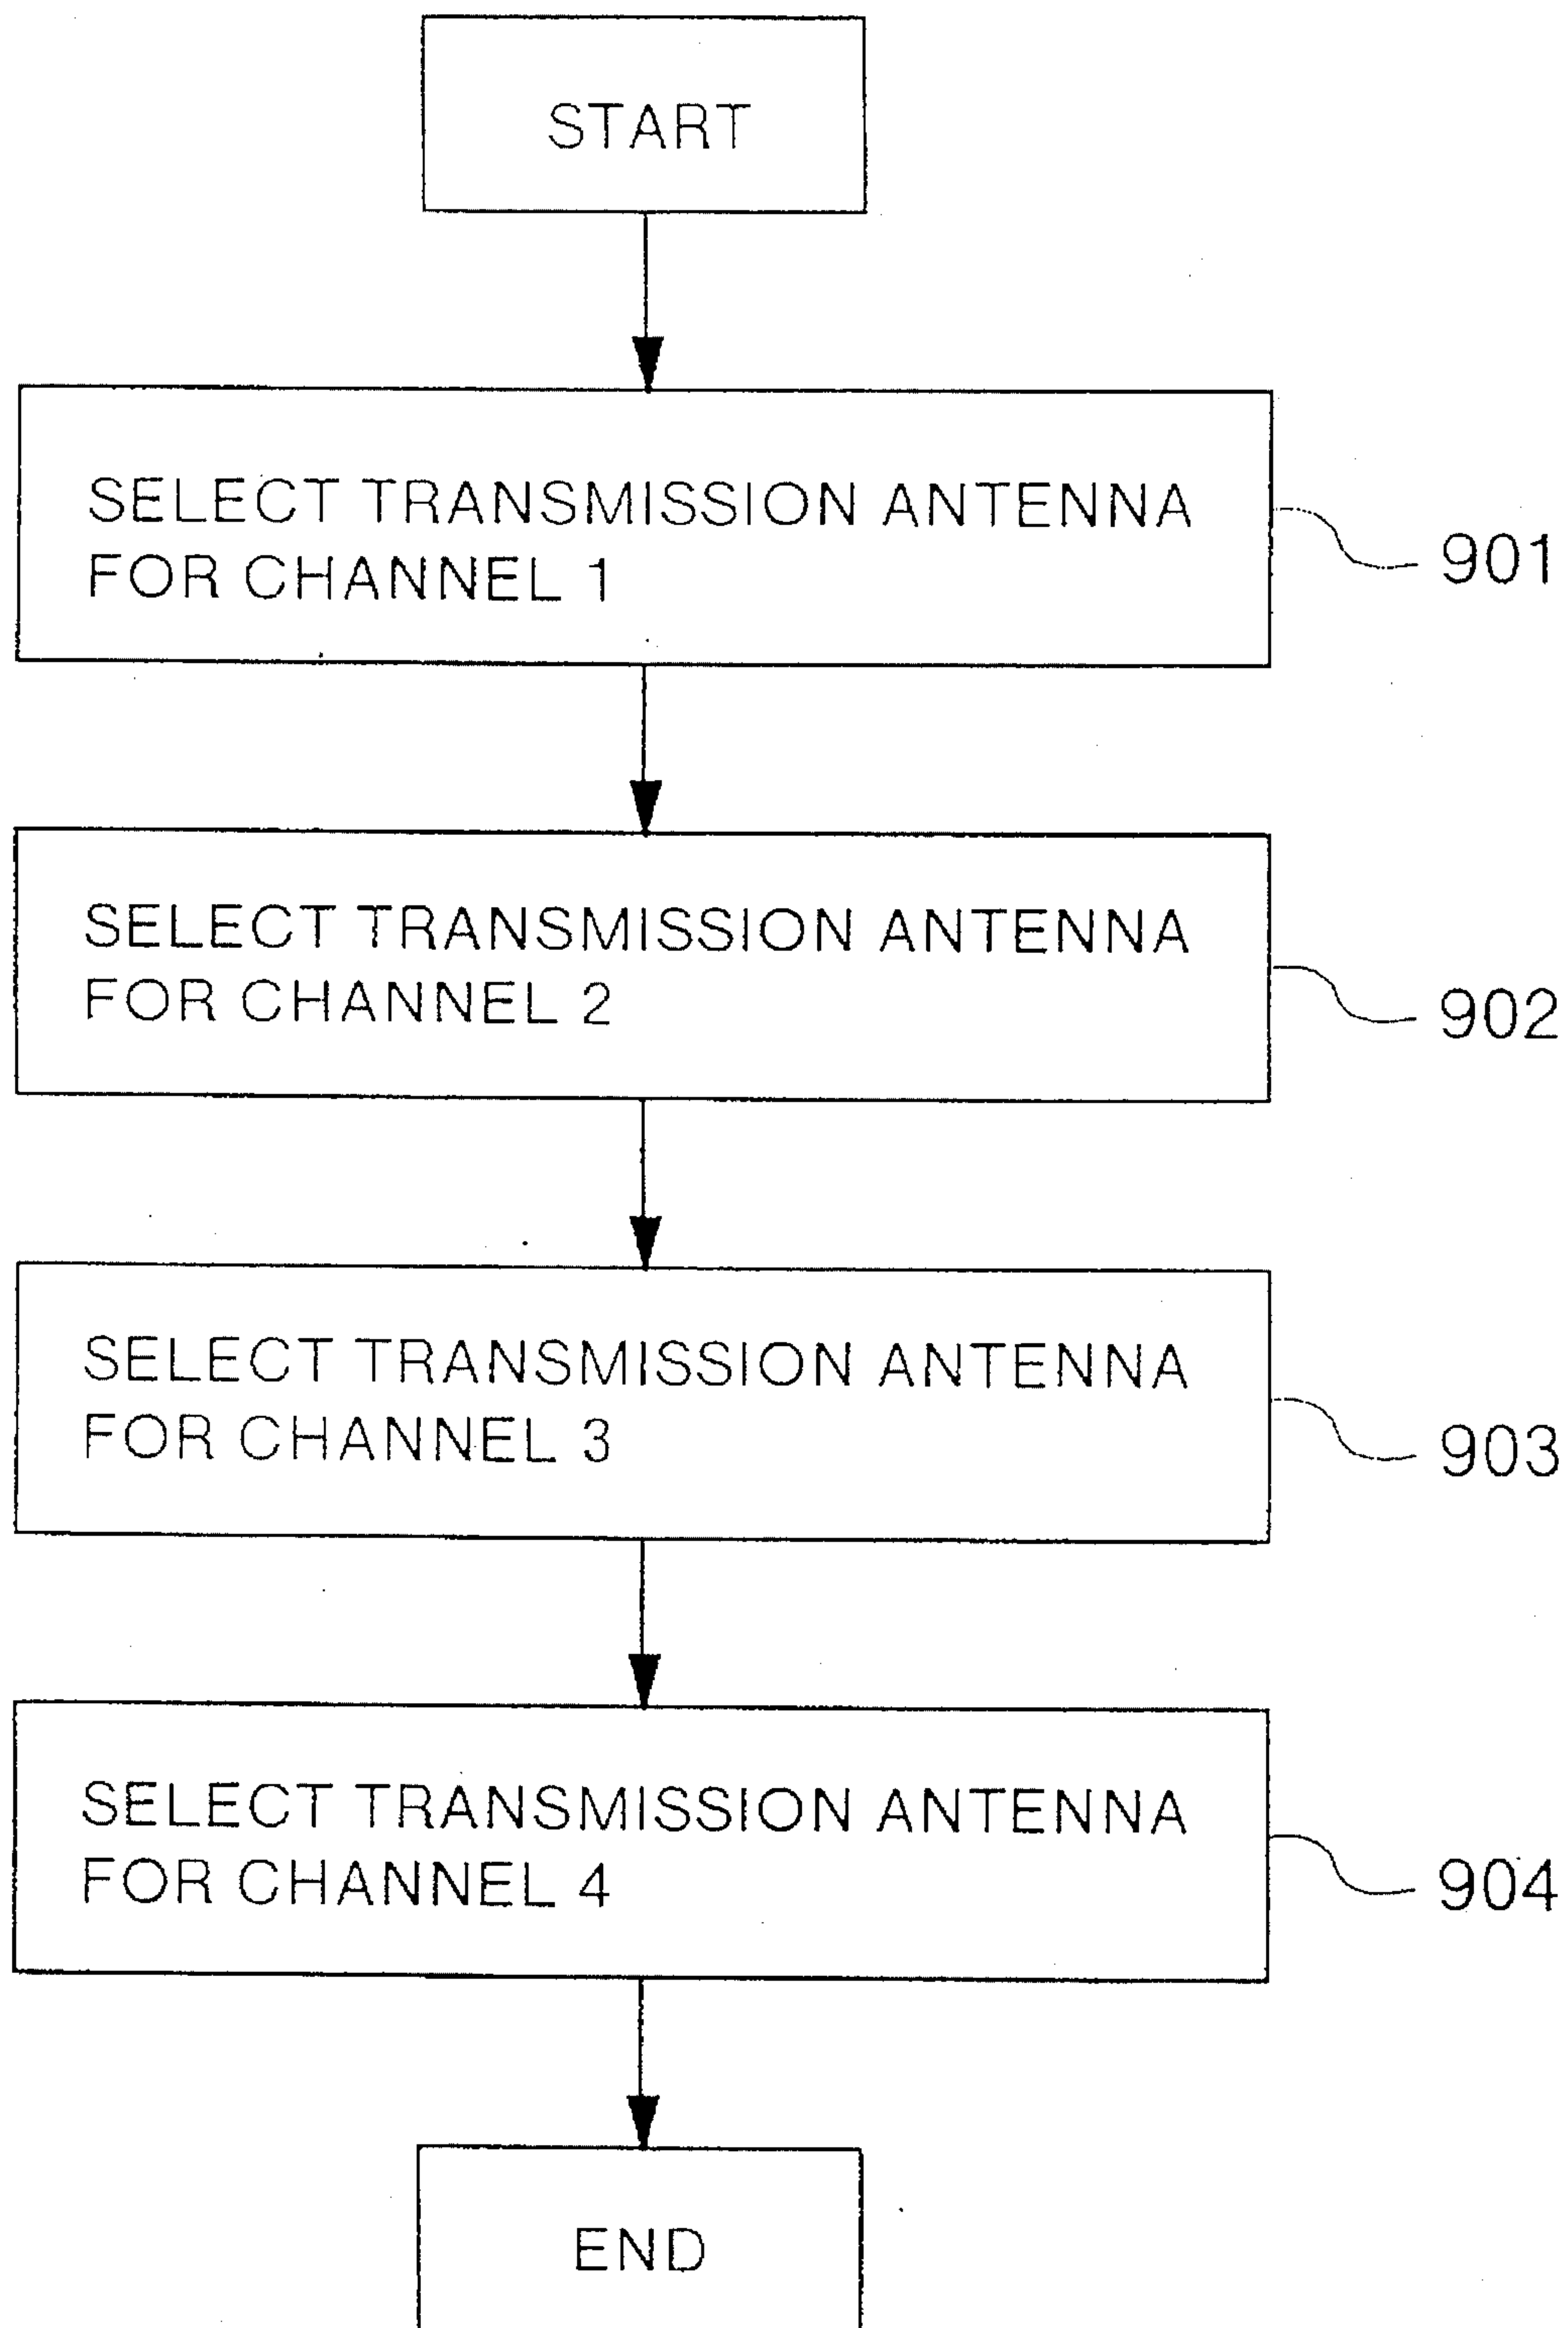 START
SELECT TRANSMISSION ANTENNA
FOR CHANNEL 1
901
SELECT TRANSMISSION ANTENNA
FOR CHANNEL 2
902
SELECT TRANSMISSION ANTENNA
FOR CHANNEL 3
903
SELECT TRANSMISSION ANTENNA
FOR CHANNEL 4
904
END